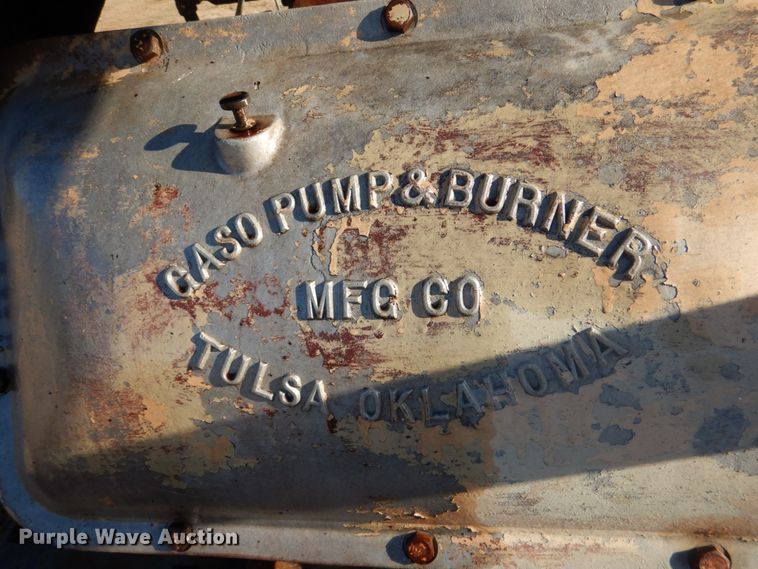 GASO PUMP & BURNER
MFG CO
TULSA OKLAHOMA
Purple Wave Auction